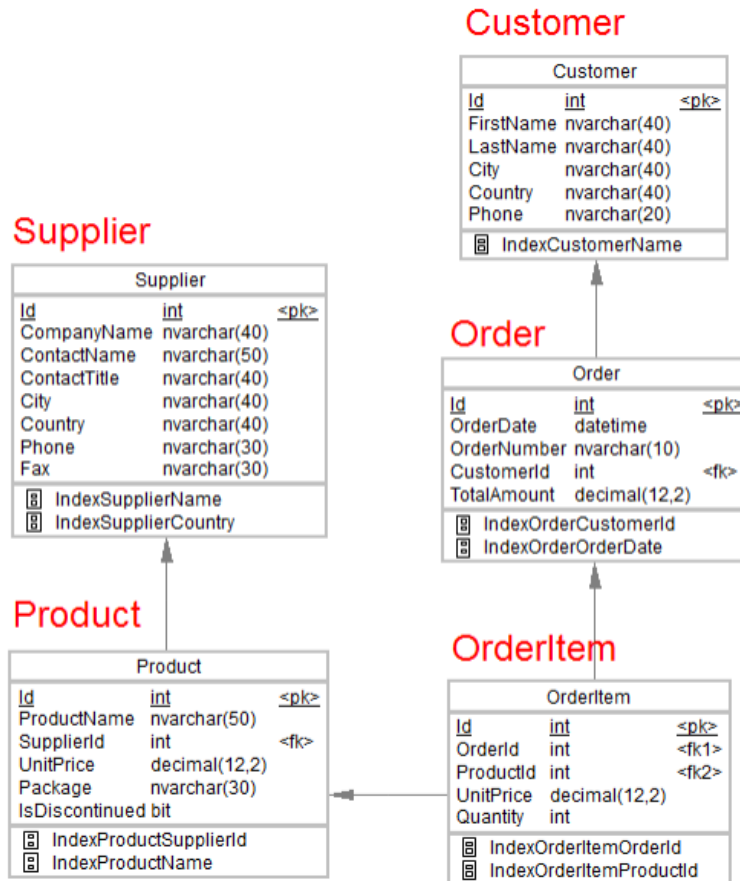 Customer
Customer
Id int <pk>
FirstName nvarchar(40)
LastName nvarchar(40)
City nvarchar(40)
Country nvarchar(40)
Phone nvarchar(20)
IndexCustomerName
Supplier
Supplier
Id int <pk>
CompanyName nvarchar(40)
ContactName nvarchar(50)
ContactTitle nvarchar(40)
City nvarchar(40)
Country nvarchar(40)
Phone nvarchar(30)
Fax nvarchar(30)
IndexSupplierName
IndexSupplierCountry
Order
Order
Id int <pk>
OrderDate datetime
OrderNumber nvarchar(10)
CustomerId int <fk>
TotalAmount decimal(12,2)
IndexOrderCustomerId
IndexOrderOrderDate
Product
Product
Id int <pk>
ProductName nvarchar(50)
SupplierId int <fk>
UnitPrice decimal(12,2)
Package nvarchar(30)
IsDiscontinued bit
IndexProductSupplierId
IndexProductName
OrderItem
OrderItem
Id int <pk>
OrderId int <fk1>
ProductId int <fk2>
UnitPrice decimal(12,2)
Quantity int
IndexOrderItemOrderId
IndexOrderItemProductId